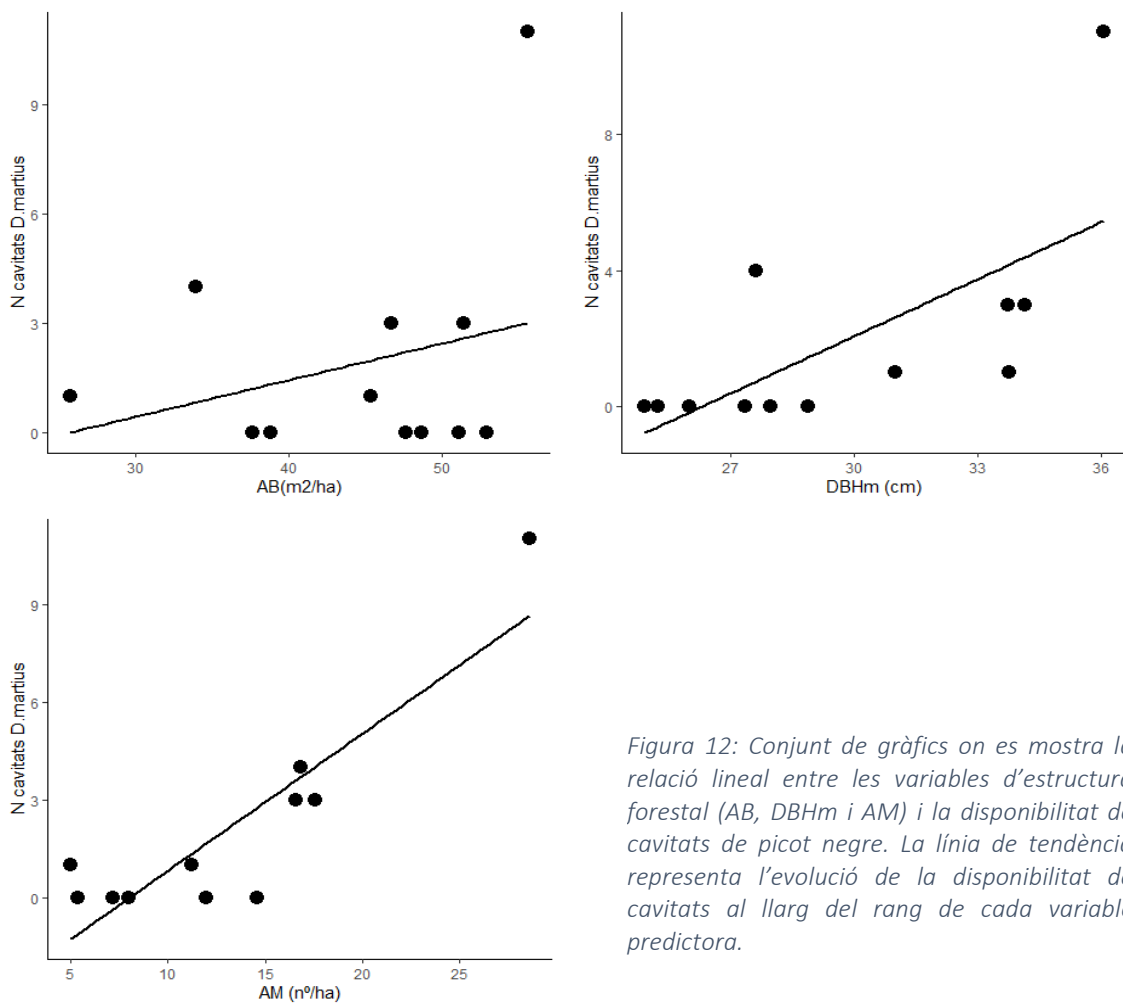 9
6
3
0
N cavitats D.martius
30
40
50
AB(m2/ha)
8
4
0
N cavitats D.martius
27
30
33
36
DBHm (cm)
9
6
3
0
N cavitats D.martius
5
10
15
20
25
AM (nº/ha)
Figura 12: Conjunt de gràfics on es mostra la
relació lineal entre les variables d’estructura
forestal (AB, DBHm i AM) i la disponibilitat de
cavitats de picot negre. La línia de tendència
representa l’evolució de la disponibilitat de
cavitats al llarg del rang de cada variable
predictora.